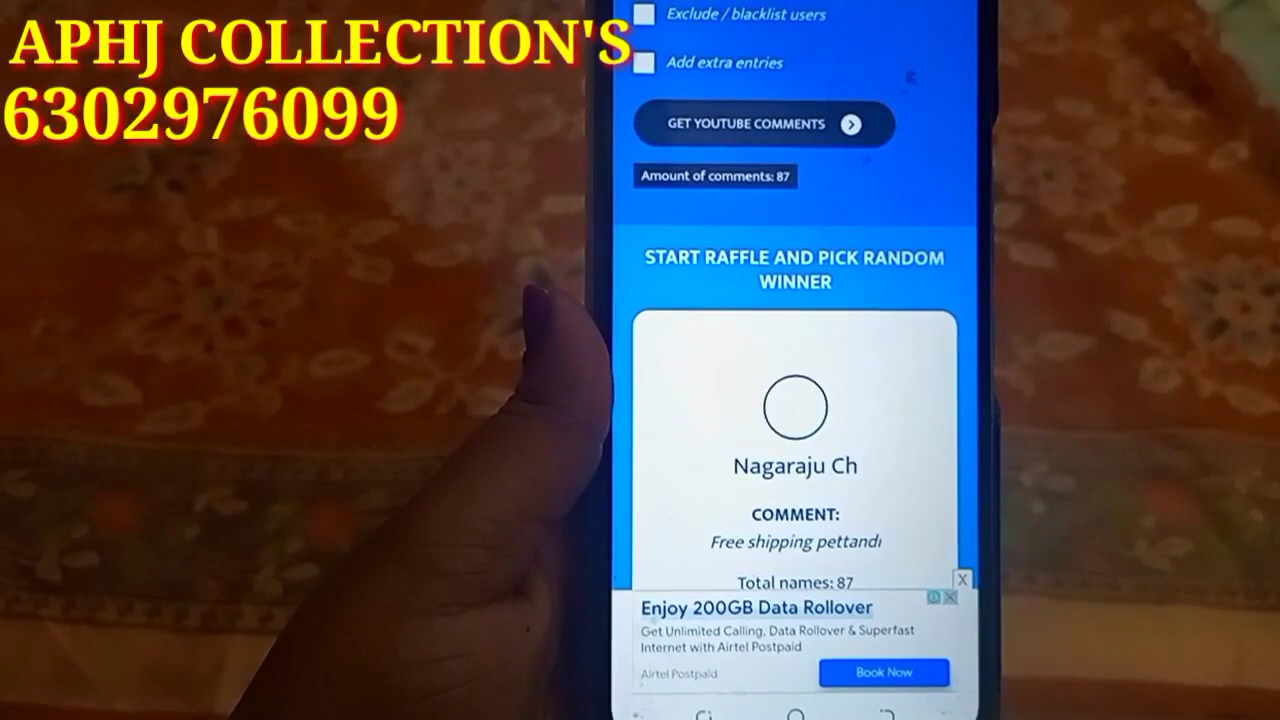 APHJ COLLECTION'S
6302976099
Exclude / blacklist users
Add extra entries
GET YOUTUBE COMMENTS
Amount of comments: 87
START RAFFLE AND PICK RANDOM
WINNER
Nagaraju Ch
COMMENT:
Free shipping pettandi
Total names: 87
X
Enjoy 200GB Data Rollover
Get Unlimited Calling, Data Rollover & Superfast
Internet with Airtel Postpaid
Airtel Postpaid
Book Now